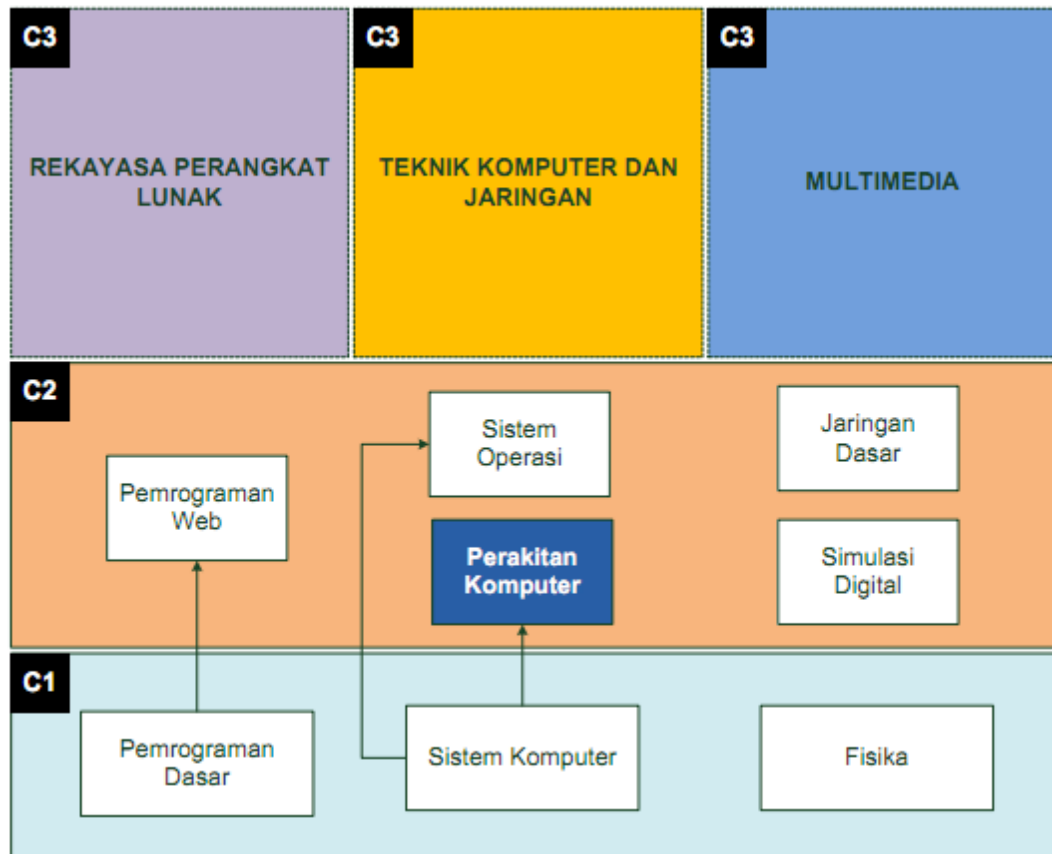 C3
REKAYASA PERANGKAT
LUNAK
C3
TEKNIK KOMPUTER DAN
JARINGAN
C3
MULTIMEDIA
C2
Pemrograman
Web
Sistem
Operasi
Perakitan
Komputer
Jaringan
Dasar
Simulasi
Digital
C1
Pemrograman
Dasar
Sistem Komputer
Fisika